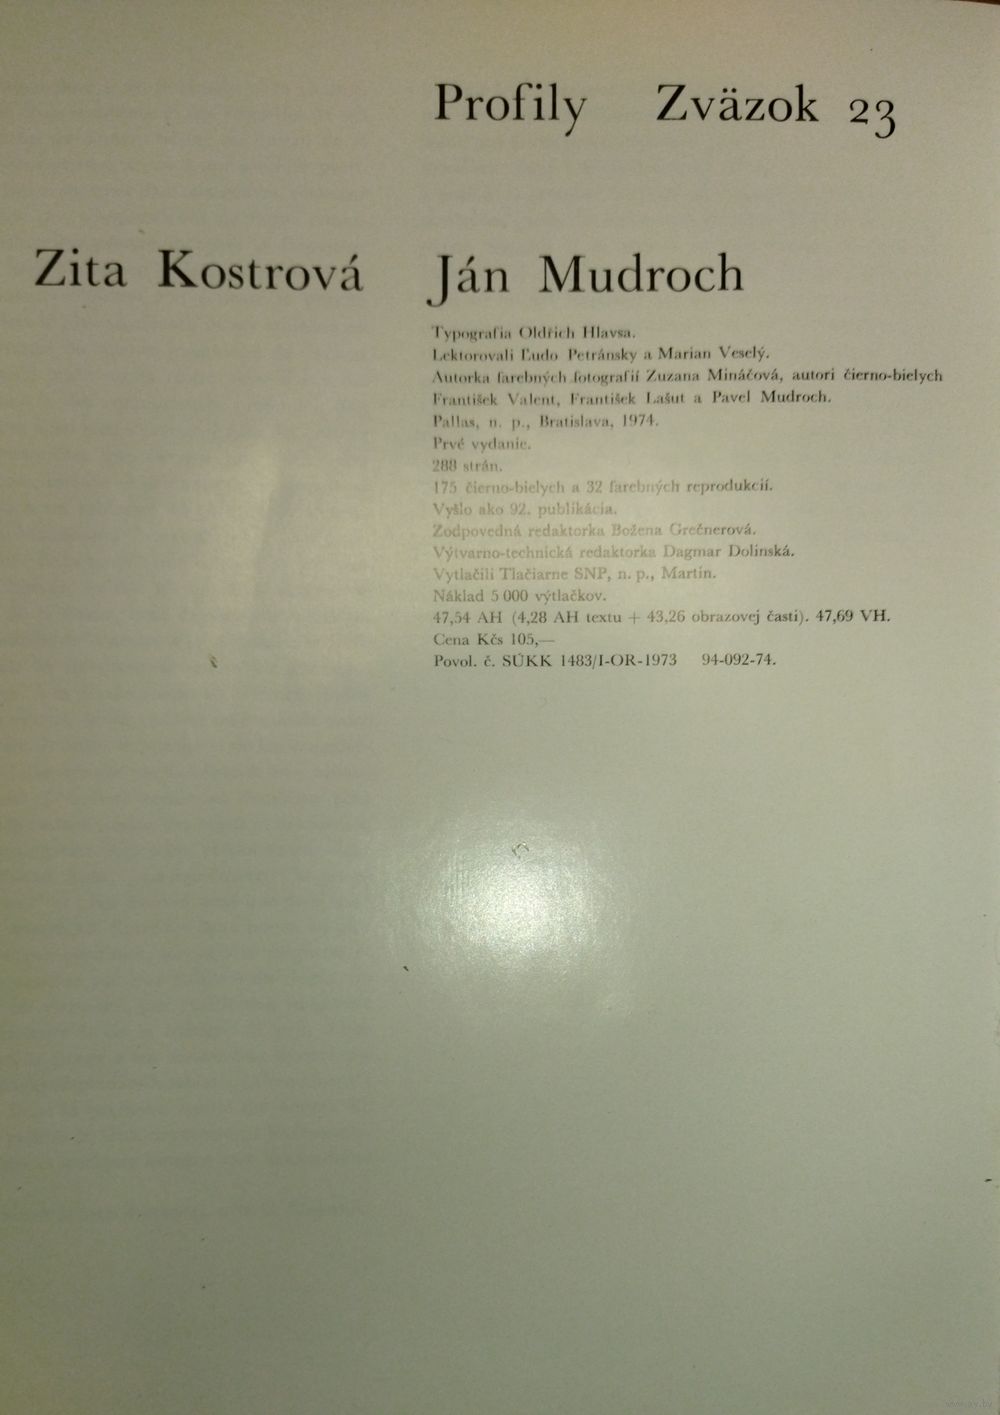 Profily Zväzok 23
Zita Kostrová Ján Mudroch
Typografia Oldřich Hlavsa.
Lektorovali Ľudo Petránsky a Marian Veselý.
Autorka farebných fotografií Zuzana Mináčová, autori čierno-bielych
František Valent, František Lašut a Pavel Mudroch.
Pallas, n. p., Bratislava, 1974.
Prvé vydanie.
288 strán.
175 čierno-bielych a 32 farebných reprodukcií.
Vyšlo ako 92. publikácia.
Zodpovedná redaktorka Božena Grečnerová.
Výtvarno-technická redaktorka Dagmar Dolinská.
Vytlačili Tlačiarne SNP, n. p., Martin.
Náklad 5 000 výtlačkov.
47,54 AH (4,28 AH textu + 43,26 obrazovej časti). 47,69 VH.
Cena Kčs 105,—
Povol. č. SÚKK 1483/I-OR-1973 94-092-74.